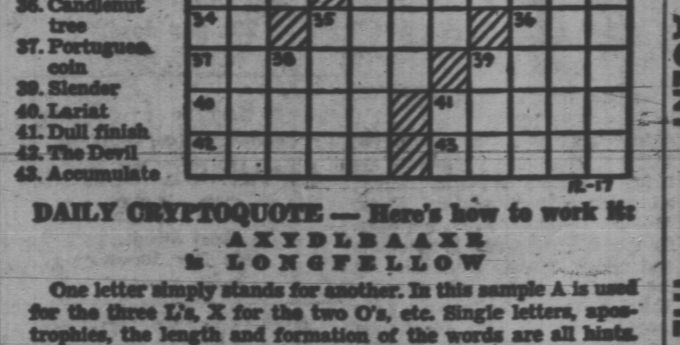 36. Candlenut
tree
37. Portuguese
coin
39. Slender
40. Lariat
41. Dull finish
42. The Devil
43. Accumulate
34 35 36
37 38 39
40 41
42 43
12-17
DAILY CRYPTOQUOTE — Here's how to work it:
A X Y D L B A A X R
is L O N G F E L L O W
One letter simply stands for another. In this sample A is used
for the three L's, X for the two O's, etc. Single letters, apos-
trophies, the length and formation of the words are all hints.